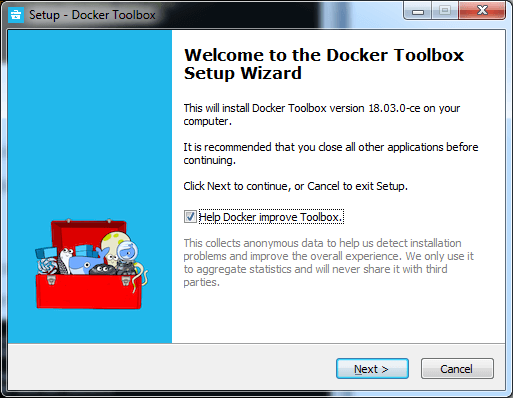 Setup - Docker Toolbox
Welcome to the Docker Toolbox
Setup Wizard
This will install Docker Toolbox version 18.03.0-ce on your
computer.
It is recommended that you close all other applications before
continuing.
Click Next to continue, or Cancel to exit Setup.
Help Docker improve Toolbox.
This collects anonymous data to help us detect installation
problems and improve the overall experience. We only use it
to aggregate statistics and will never share it with third
parties.
Next >
Cancel